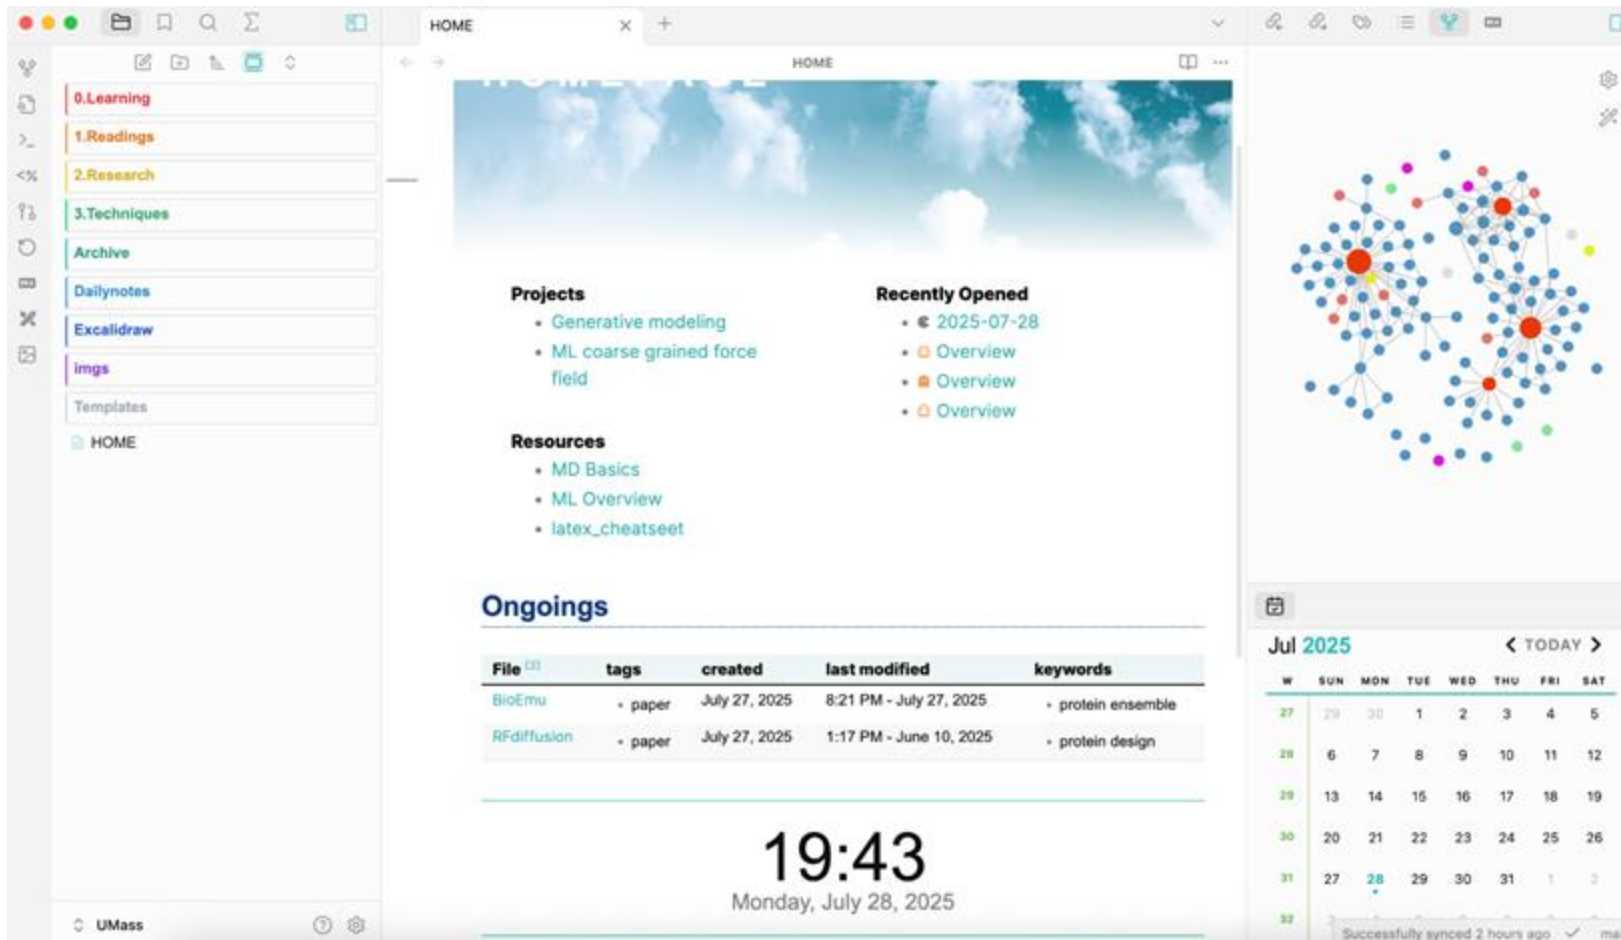 HOME
HOME
HOMEPAGE
0.Learning
1.Readings
2.Research
3.Techniques
Archive
Dailynotes
Excalidraw
imgs
Templates
HOME
UMass
Projects
Generative modeling
ML coarse grained force
field
Resources
MD Basics
ML Overview
latex_cheatseet
Recently Opened
2025-07-28
Overview
Overview
Overview
Ongoings
File (2) tags created last modified keywords
BioEmu paper July 27, 2025 8:21 PM - July 27, 2025 protein ensemble
RFdiffusion paper July 27, 2025 1:17 PM - June 10, 2025 protein design
19:43
Monday, July 28, 2025
Jul 2025 TODAY
W SUN MON TUE WED THU FRI SAT
27 29 30 1 2 3 4 5
28 6 7 8 9 10 11 12
29 13 14 15 16 17 18 19
30 20 21 22 23 24 25 26
31 27 28 29 30 31 1 2
32
Successfully synced 2 hours ago